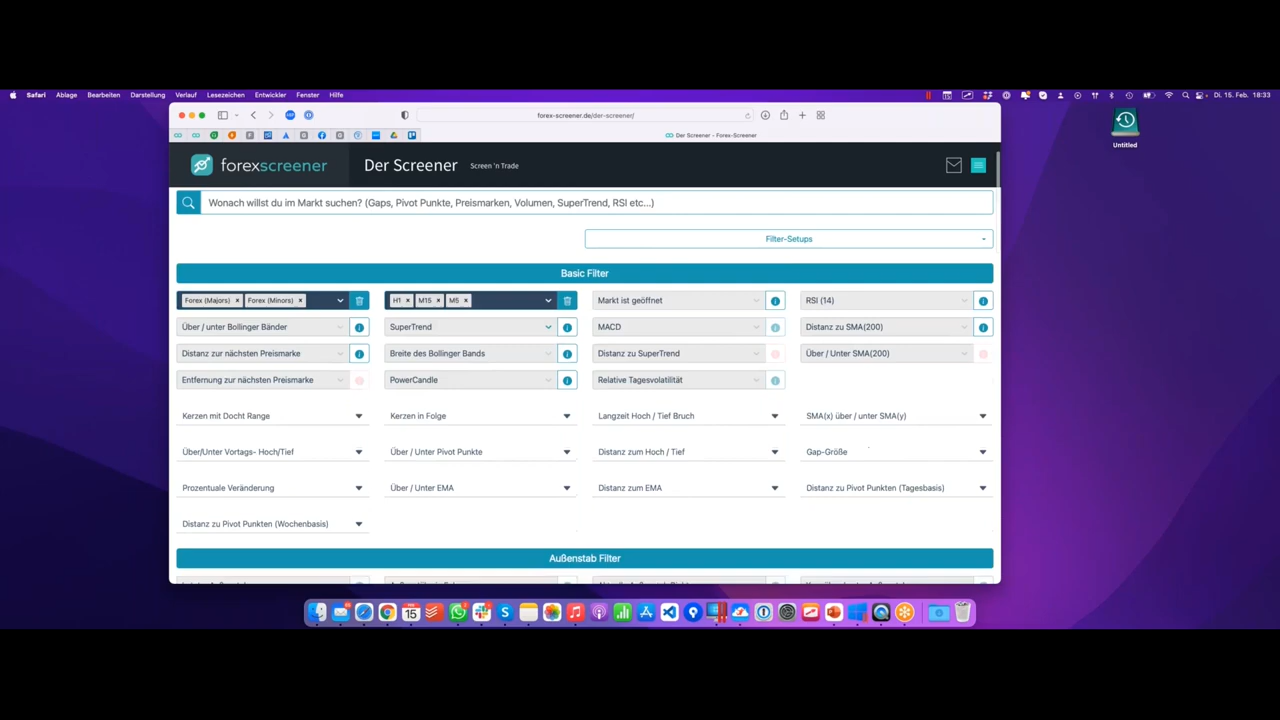 Safari Ablage Bearbeiten Darstellung Verlauf Lesezeichen Entwickler Fenster Hilfe Di. 15. Feb. 18:33
forex-screener.de/der-screener/
Der Screener - Forex-Screener
Untitled
forexscreener Der Screener Screen 'n Trade
Wonach willst du im Markt suchen? (Gaps, Pivot Punkte, Preismarken, Volumen, SuperTrend, RSI etc...)
Filter-Setups
Basic Filter
Forex (Majors) × Forex (Minors) × H1 × M15 × M5 × Markt ist geöffnet RSI (14)
Über / unter Bollinger Bänder SuperTrend MACD Distanz zu SMA(200)
Distanz zur nächsten Preismarke Breite des Bollinger Bands Distanz zu SuperTrend Über / Unter SMA(200)
Entfernung zur nächsten Preismarke PowerCandle Relative Tagesvolatilität
Kerzen mit Docht Range Kerzen in Folge Langzeit Hoch / Tief Bruch SMA(x) über / unter SMA(y)
Über/Unter Vortags- Hoch/Tief Über / Unter Pivot Punkte Distanz zum Hoch / Tief Gap-Größe
Prozentuale Veränderung Über / Unter EMA Distanz zum EMA Distanz zu Pivot Punkten (Tagesbasis)
Distanz zu Pivot Punkten (Wochenbasis)
Außenstab Filter
15